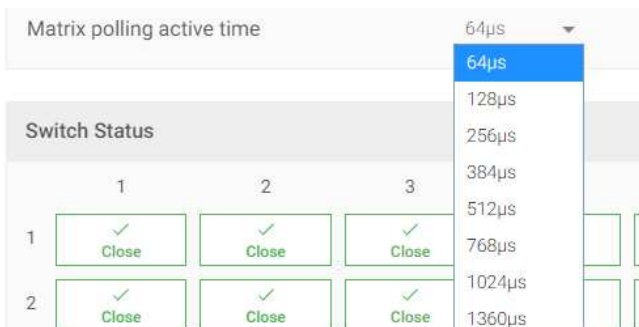 Matrix polling active time 64µs
64µs
128µs
Switch Status
256µs
384µs
1 2 3
512µs
1 Close Close Close
768µs
1024µs
2 Close Close Close
1360µs